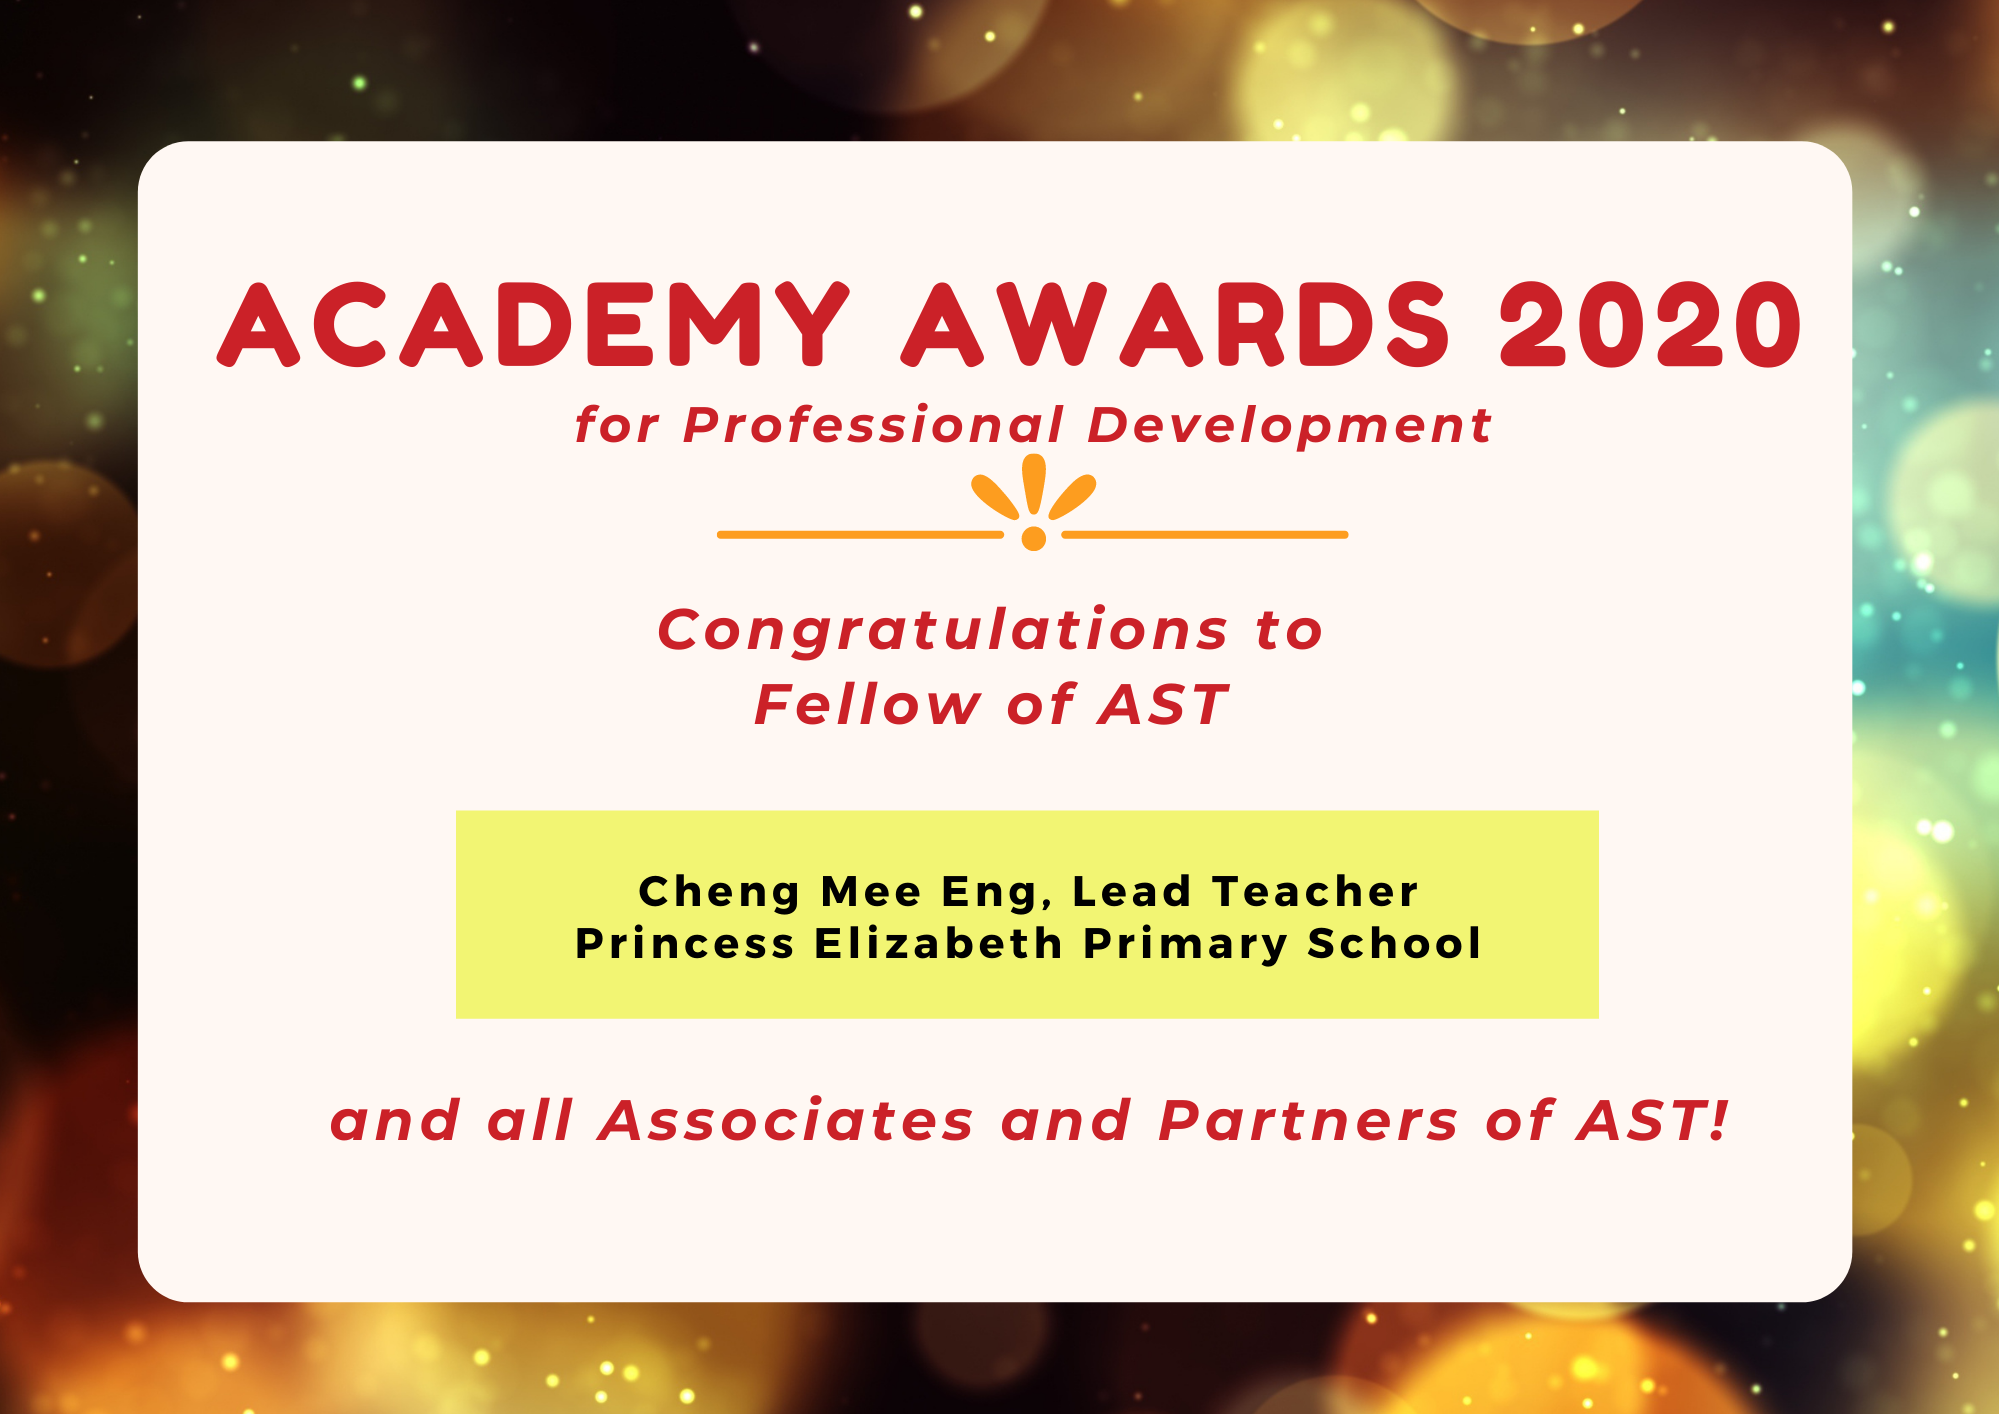 ACADEMY AWARDS 2020
for Professional Development
Congratulations to
Fellow of AST
Cheng Mee Eng, Lead Teacher
Princess Elizabeth Primary School
and all Associates and Partners of AST!